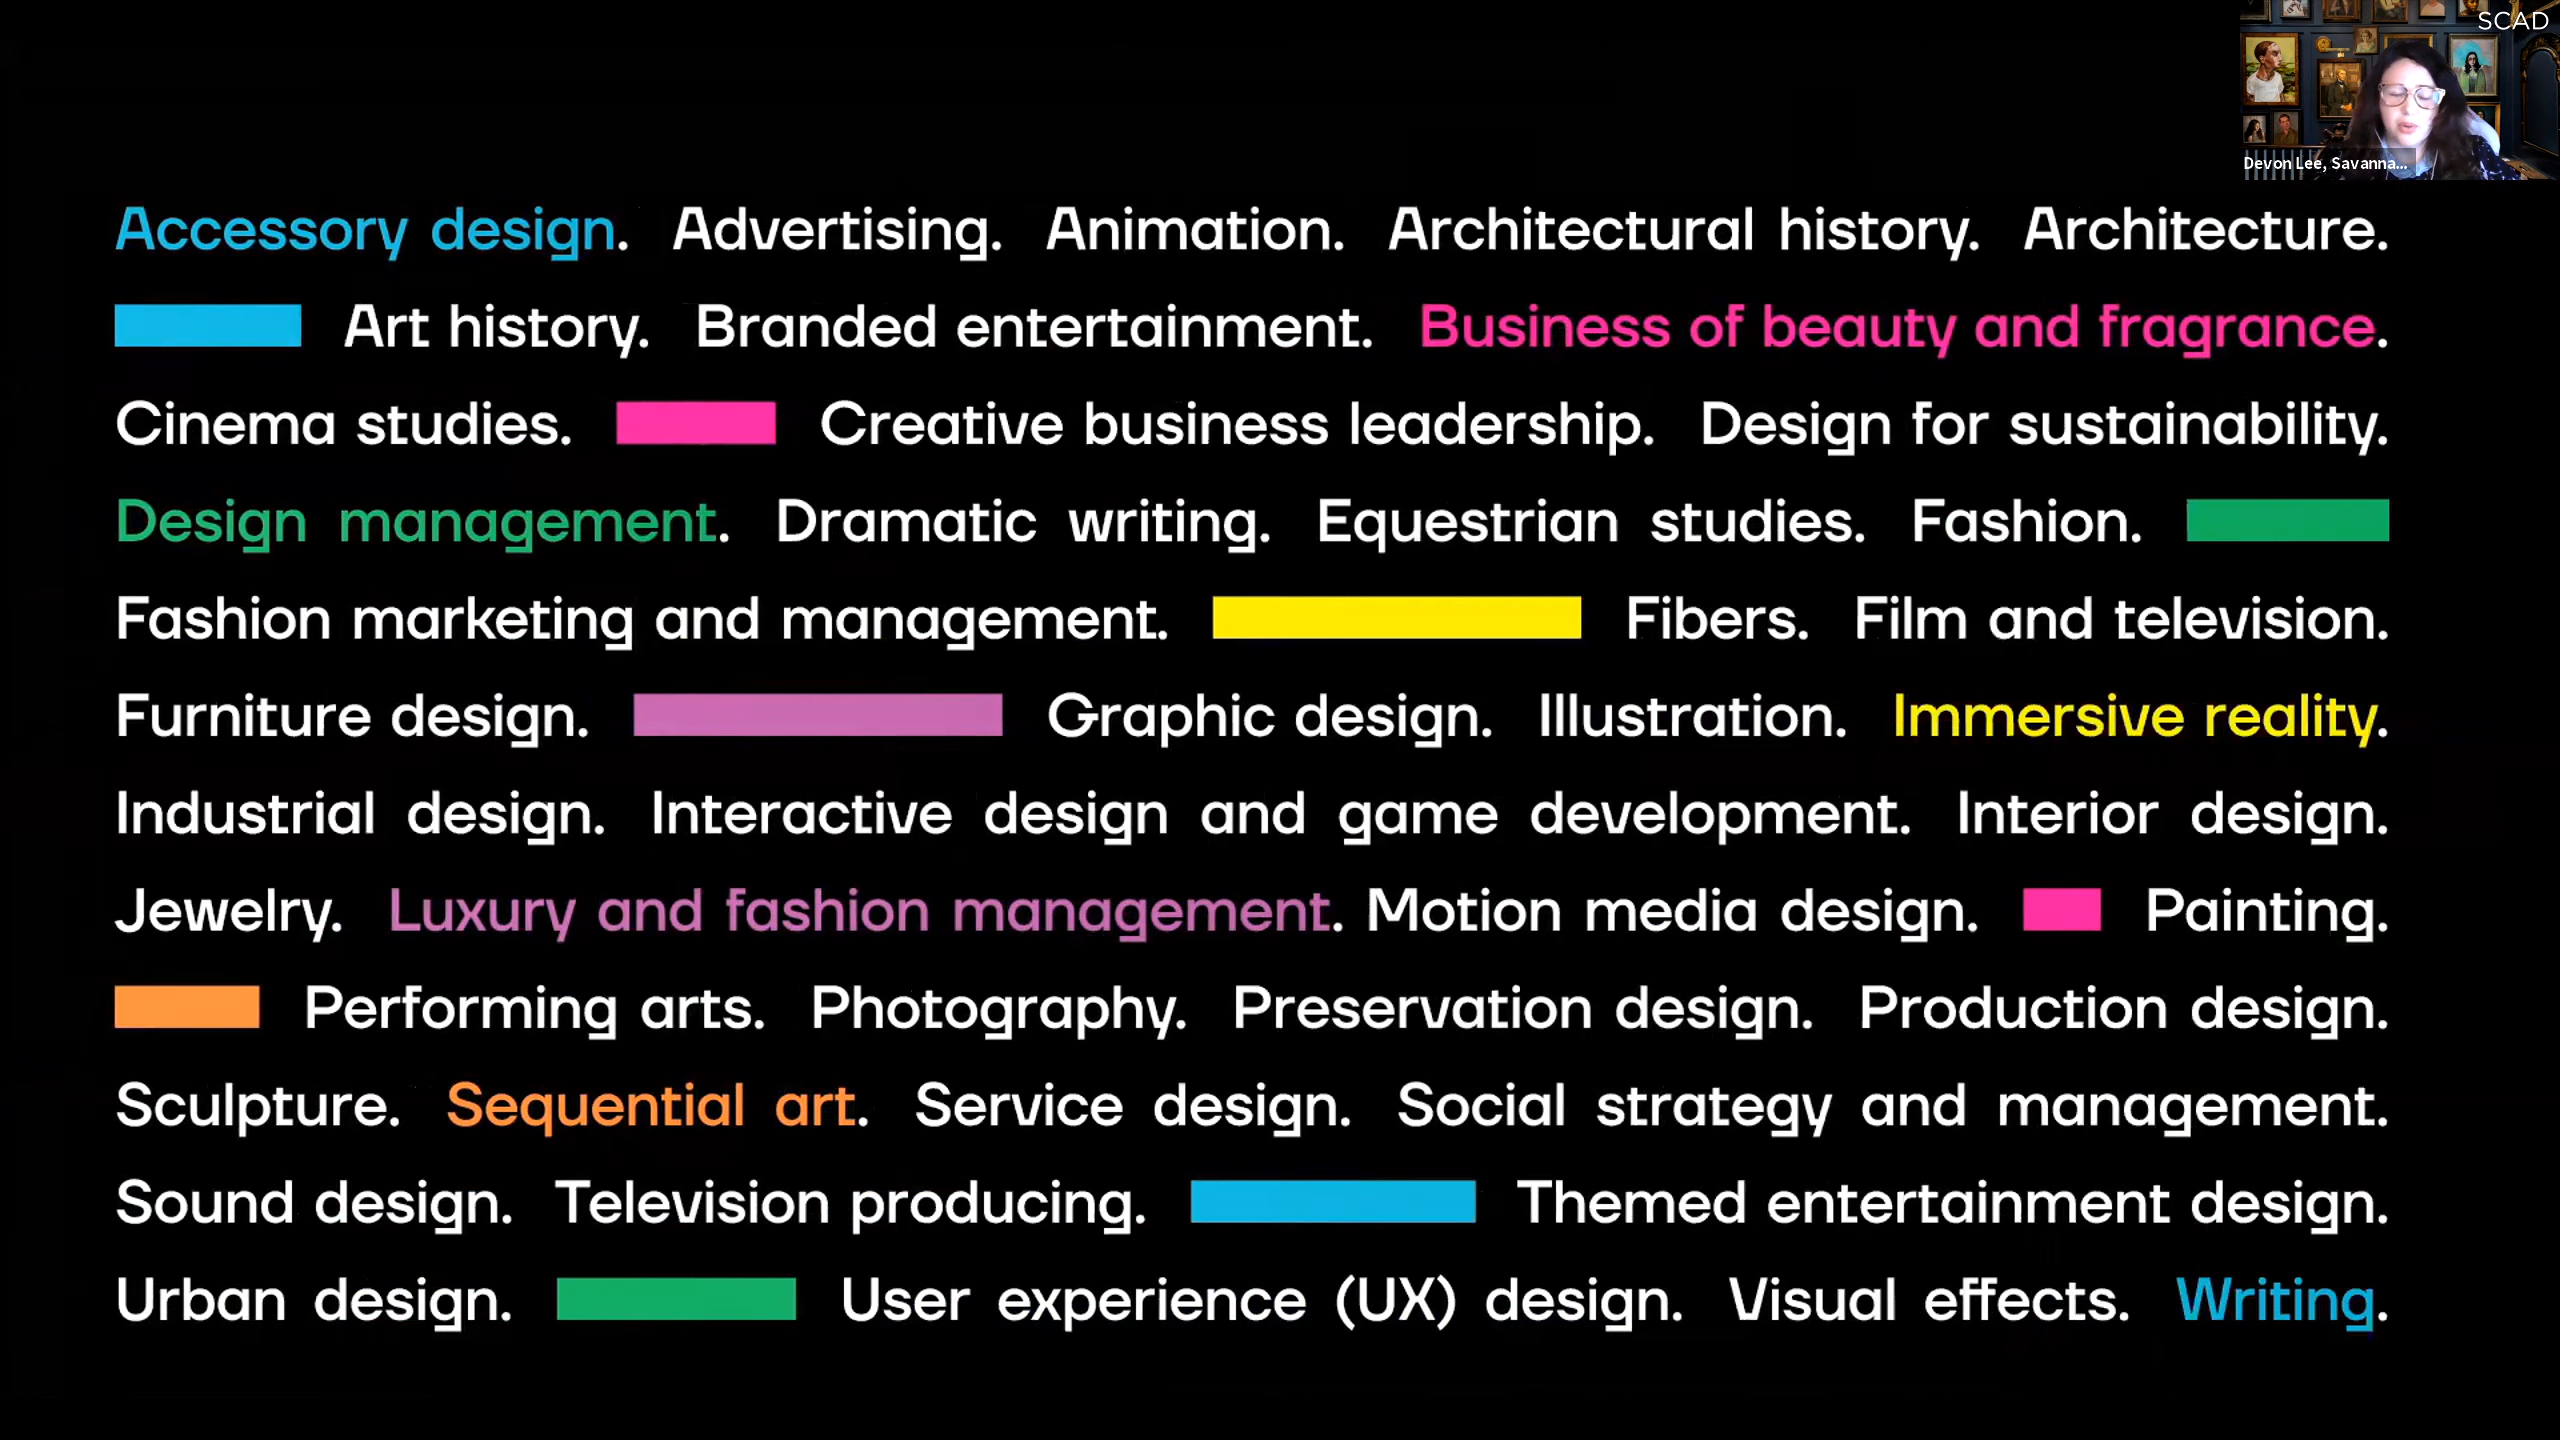 SCAD
Devon Lee, Savanna...
Accessory design. Advertising. Animation. Architectural history. Architecture.
Art history. Branded entertainment. Business of beauty and fragrance.
Cinema studies. Creative business leadership. Design for sustainability.
Design management. Dramatic writing. Equestrian studies. Fashion.
Fashion marketing and management. Fibers. Film and television.
Furniture design. Graphic design. Illustration. Immersive reality.
Industrial design. Interactive design and game development. Interior design.
Jewelry. Luxury and fashion management. Motion media design. Painting.
Performing arts. Photography. Preservation design. Production design.
Sculpture. Sequential art. Service design. Social strategy and management.
Sound design. Television producing. Themed entertainment design.
Urban design. User experience (UX) design. Visual effects. Writing.